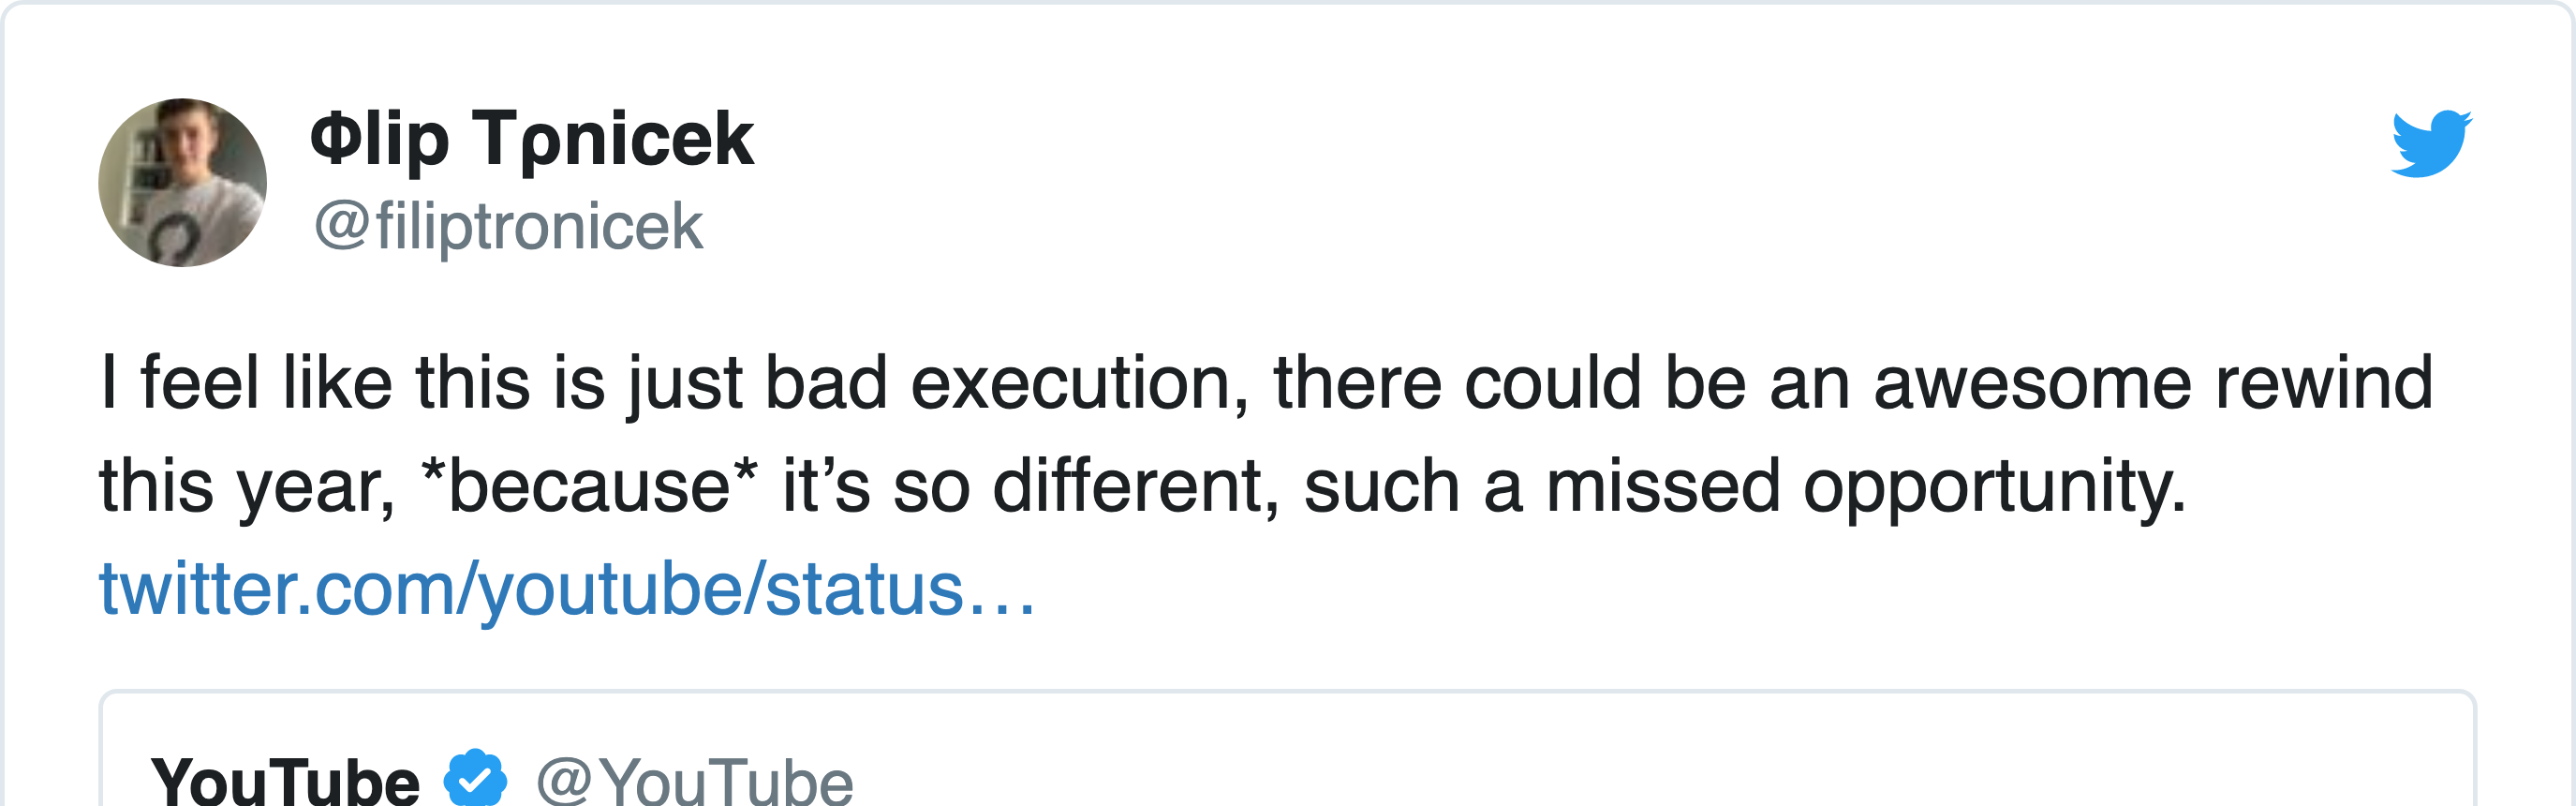 Φlip Tρnicek
@filiptronicek
I feel like this is just bad execution, there could be an awesome rewind
this year, *because* it’s so different, such a missed opportunity.
twitter.com/youtube/status…
YouTube @YouTube